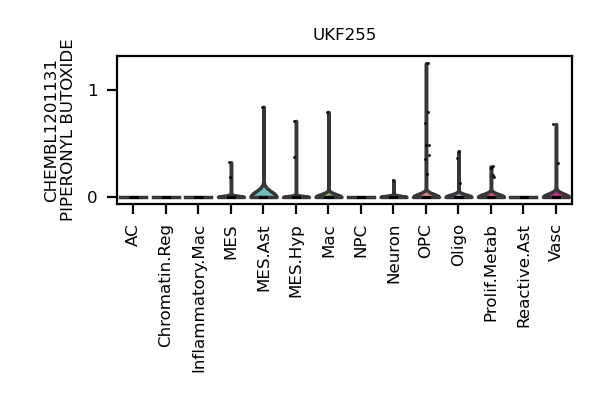 UKF255
CHEMBL1201131
PIPERONYL BUTOXIDE
1
0
AC
Chromatin.Reg
Inflammatory.Mac
MES
MES.Ast
MES.Hyp
Mac
NPC
Neuron
OPC
Oligo
Prolif.Metab
Reactive.Ast
Vasc